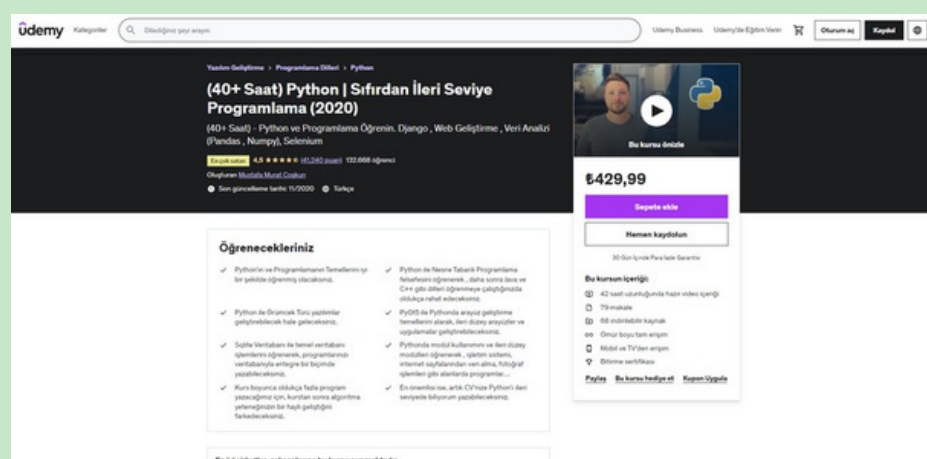 ûdemy
Kategoriler
Dilediğiniz şeyi arayın
Udemy Business
Udemy'de Eğitim Verin
Oturum aç
Kaydol
Yazılım Geliştirme > Programlama Dilleri > Python
(40+ Saat) Python | Sıfırdan İleri Seviye
Programlama (2020)
(40+ Saat) - Python ve Programlama Öğrenin. Django , Web Geliştirme , Veri Analizi
(Pandas , Numpy), Selenium
En çok satan 4,5 (41.240 puan) 132.668 öğrenci
Oluşturan Mustafa Murat Coşkun
Son güncelleme tarihi: 11/2020 Türkçe
Bu kursu önizle
₺429,99
Sepete ekle
Hemen kaydolun
30 Gün İçinde Para İade Garantisi
Bu kursun içeriği:
42 saat uzunluğunda hazır video içeriği
79 makale
68 indirilebilir kaynak
Ömür boyu tam erişim
Mobil ve TV'den erişim
Bitirme sertifikası
Paylaş Bu kursu hediye et Kupon Uygula
Öğrenecekleriniz
Python'ın ve Programlamanın Temellerini iyi
bir şekilde öğrenmiş olacaksınız.
Python ile Nesne Tabanlı Programlama
felsefesini öğrenerek , daha sonra Java ve
C++ gibi dilleri öğrenmeye çalıştığınızda
oldukça rahat edeceksiniz.
Python ile Örümcek Türü yazılımlar
geliştirebilecek hale geleceksiniz.
PyQt5 ile Pythonda arayüz geliştirme
temellerini alarak, ileri düzey arayüzler ve
uygulamalar geliştirebileceksiniz.
Sqlite Veritabanı ile temel veritabanı
işlemlerini öğrenerek, programlarınızı
veritabanıyla entegre bir biçimde
yazabileceksiniz.
Pythonda modül kullanımını ve ileri düzey
modülleri öğrenerek , işletim sistemi,
internet sayfalarından veri alma, fotoğraf
işlemleri gibi alanlarda programlar...
Kurs boyunca oldukça fazla program
yazacağımız için, kurstan sonra algoritma
yeteneğinizin bir hayli geliştiğini
farkedeceksiniz.
En önemlisi ise, artık CV'nize Python'ı ileri
seviyede biliyorum yazabileceksiniz.